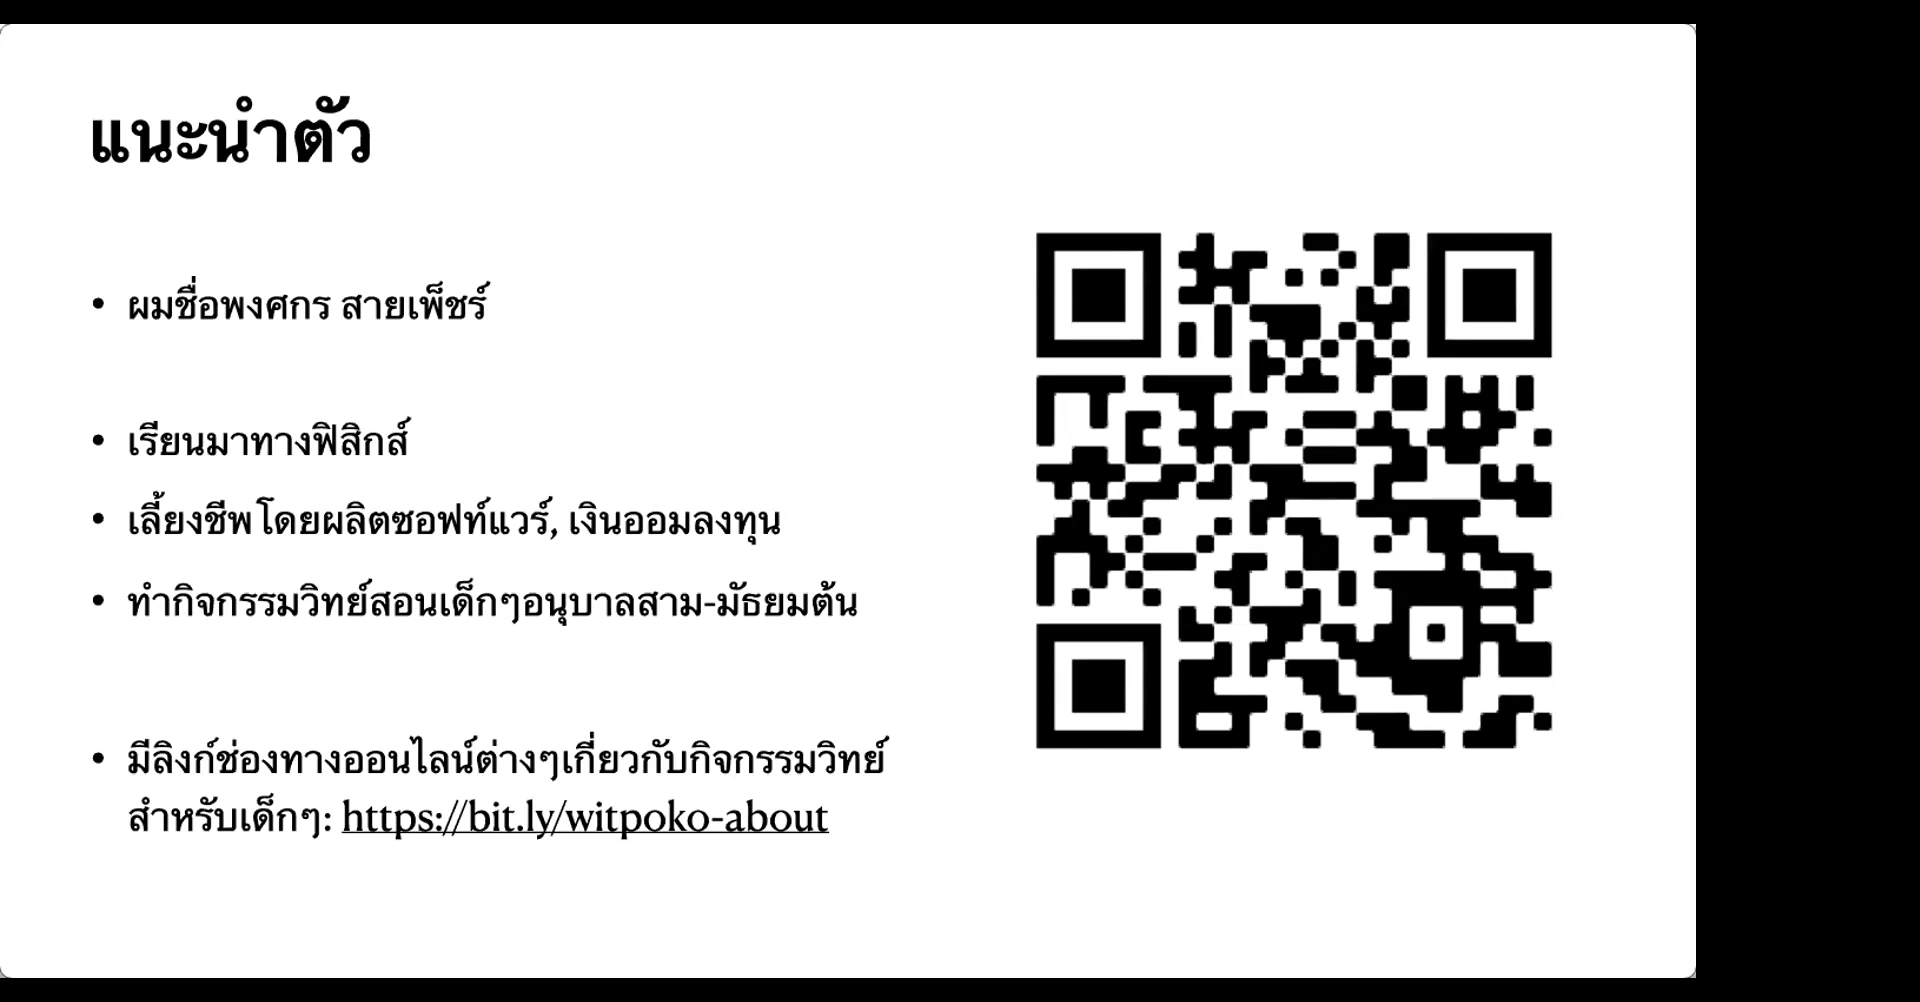 แนะนำตัว
• ผมชื่อพงศกร สายเพ็ชร์
• เรียนมาทางฟิสิกส์
• เลี้ยงชีพโดยผลิตซอฟท์แวร์, เงินออมลงทุน
• ทำกิจกรรมวิทย์สอนเด็กๆอนุบาลสาม-มัธยมต้น
• มีลิงก์ช่องทางออนไลน์ต่างๆเกี่ยวกับกิจกรรมวิทย์
สำหรับเด็กๆ: https://bit.ly/witpoko-about